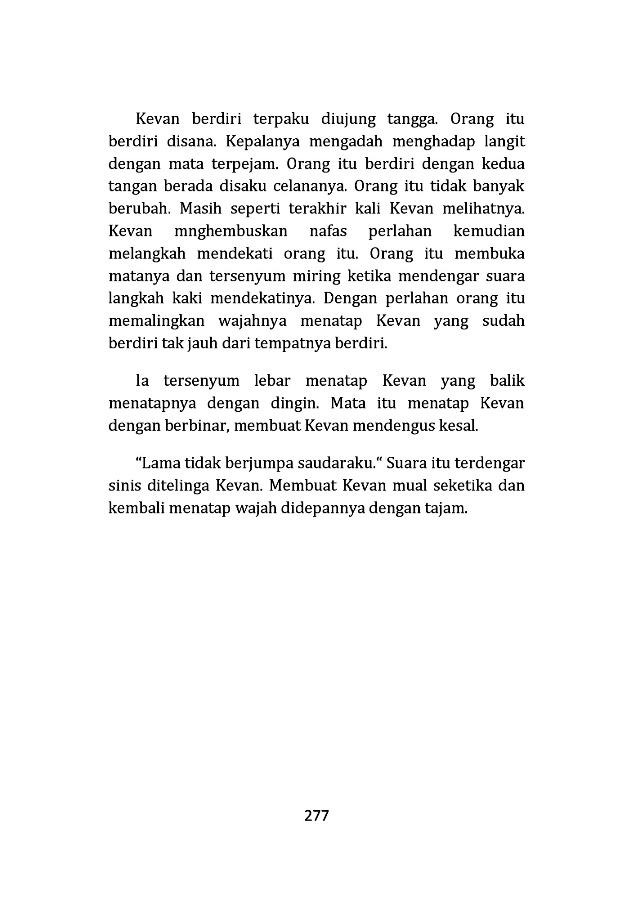 Kevan berdiri terpaku diujung tangga. Orang itu
berdiri disana. Kepalanya mengadah menghadap langit
dengan mata terpejam. Orang itu berdiri dengan kedua
tangan berada disaku celananya. Orang itu tidak banyak
berubah. Masih seperti terakhir kali Kevan melihatnya.
Kevan mnghembuskan nafas perlahan kemudian
melangkah mendekati orang itu. Orang itu membuka
matanya dan tersenyum miring ketika mendengar suara
langkah kaki mendekatinya. Dengan perlahan orang itu
memalingkan wajahnya menatap Kevan yang sudah
berdiri tak jauh dari tempatnya berdiri.
Ia tersenyum lebar menatap Kevan yang balik
menatapnya dengan dingin. Mata itu menatap Kevan
dengan berbinar, membuat Kevan mendengus kesal.
“Lama tidak berjumpa saudaraku.“ Suara itu terdengar
sinis ditelinga Kevan. Membuat Kevan mual seketika dan
kembali menatap wajah didepannya dengan tajam.
277